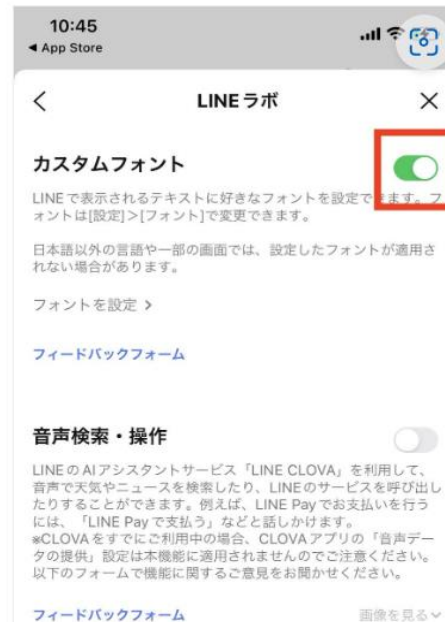 10:45
◀ App Store
LINEラボ
カスタムフォント
LINEで表示されるテキストに好きなフォントを設定できます。フ
ォントは[設定]>[フォント]で変更できます。
日本語以外の言語や一部の画面では、設定したフォントが適用さ
れない場合があります。
フォントを設定 >
フィードバックフォーム
音声検索・操作
LINEのAIアシスタントサービス「LINE CLOVA」を利用して、
音声で天気やニュースを検索したり、LINEのサービスを呼び出し
たりすることができます。例えば、LINE Payでお支払いを行う
には、「LINE Payで支払う」などと話しかけます。
※CLOVAをすでにご利用中の場合、CLOVAアプリの「音声デー
タの提供」設定は本機能に適用されませんのでご注意ください。
以下のフォームで機能に関するご意見をお聞かせください。
フィードバックフォーム
画像を見る